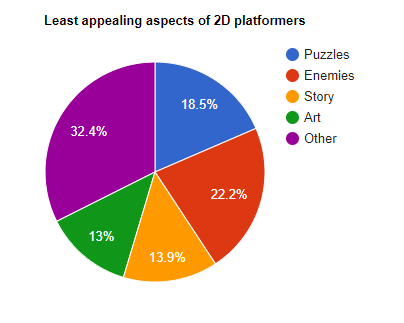 Least appealing aspects of 2D platformers
Puzzles
Enemies
Story
Art
Other
18.5%
22.2%
13.9%
13%
32.4%